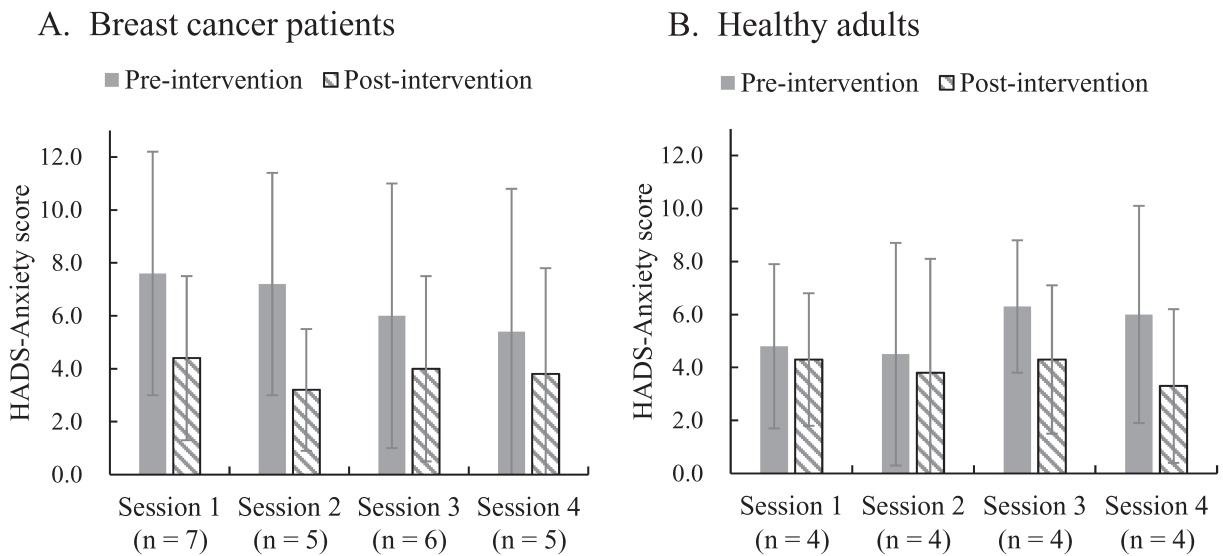 A. Breast cancer patients
Pre-intervention Post-intervention
HADS-Anxiety score
12.0
10.0
8.0
6.0
4.0
2.0
0.0
Session 1 Session 2 Session 3 Session 4
(n = 7) (n = 5) (n = 6) (n = 5)
B. Healthy adults
Pre-intervention Post-intervention
HADS-Anxiety score
12.0
10.0
8.0
6.0
4.0
2.0
0.0
Session 1 Session 2 Session 3 Session 4
(n = 4) (n = 4) (n = 4) (n = 4)